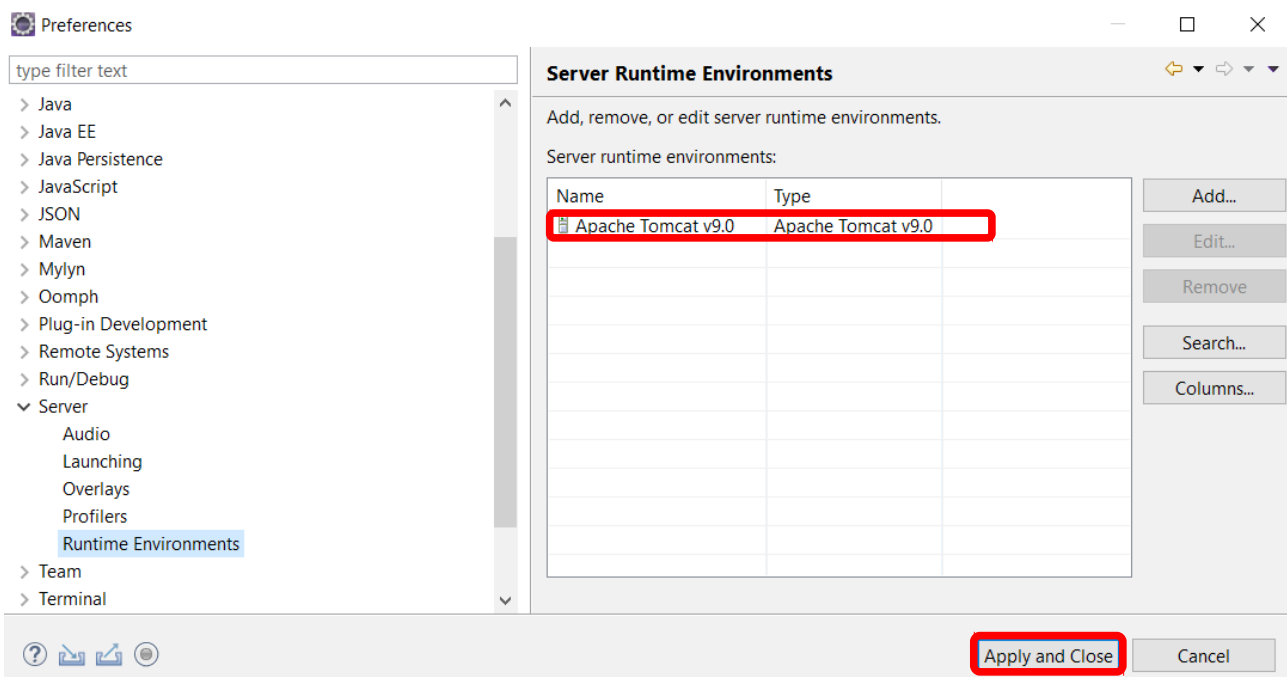 Preferences
type filter text
Java
Java EE
Java Persistence
JavaScript
JSON
Maven
Mylyn
Oomph
Plug-in Development
Remote Systems
Run/Debug
Server
Audio
Launching
Overlays
Profilers
Runtime Environments
Team
Terminal
Server Runtime Environments
Add, remove, or edit server runtime environments.
Server runtime environments:
Name Type
Apache Tomcat v9.0 Apache Tomcat v9.0
Add...
Edit...
Remove
Search...
Columns...
?
Apply and Close
Cancel